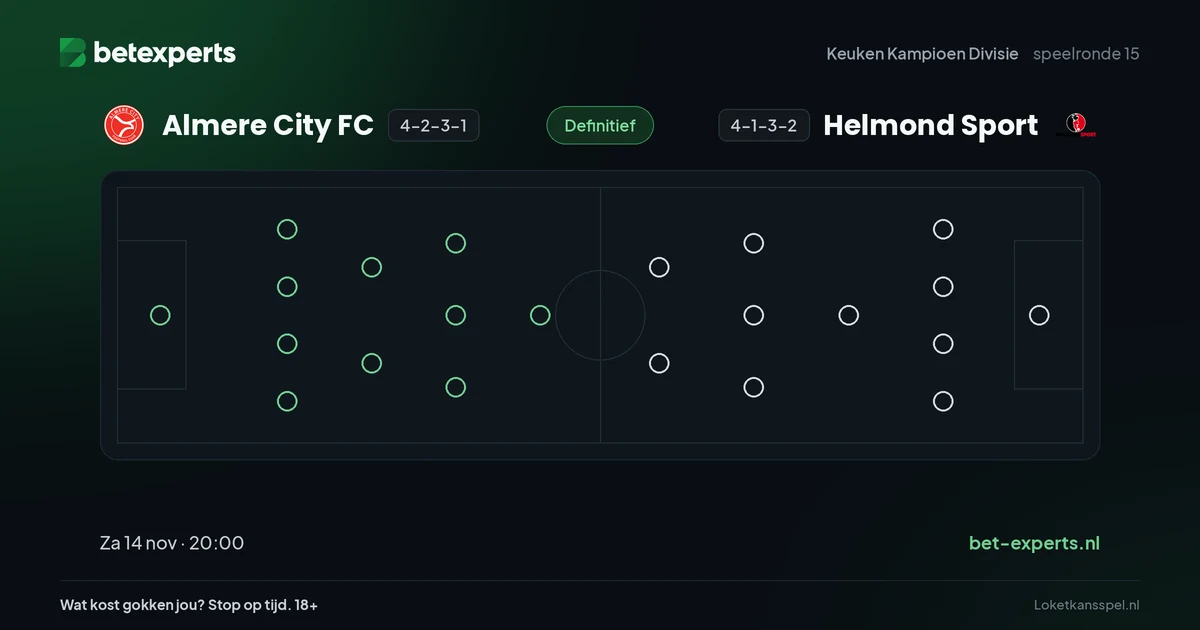 betexperts
Keuken Kampioen Divisie speelronde 15
Almere City FC 4-2-3-1 Definitief 4-1-3-2 Helmond Sport
Za 14 nov · 20:00
bet-experts.nl
Wat kost gokken jou? Stop op tijd. 18+
Loketkansspel.nl